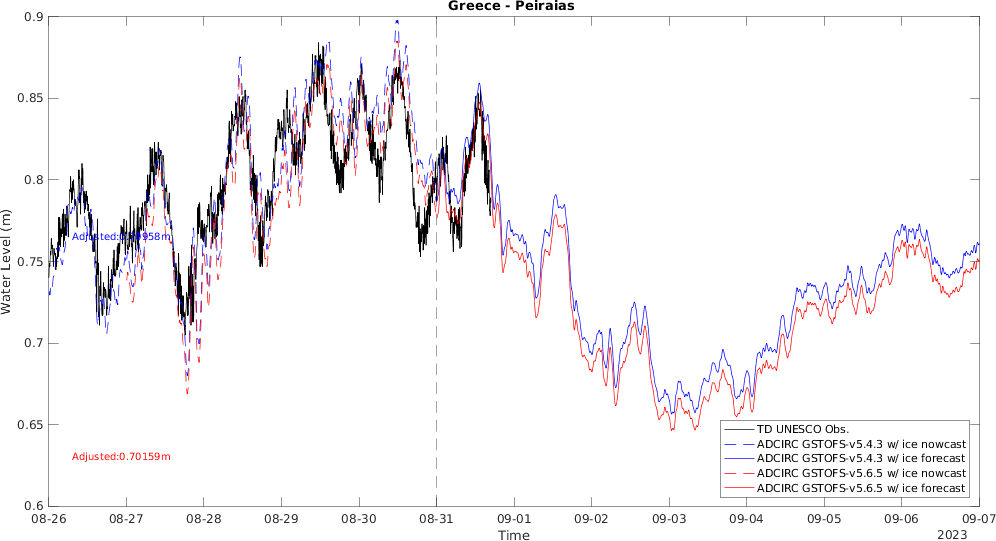 Greece - Peiraias
0.9
0.85
0.8
0.75
0.7
0.65
0.6
Water Level (m)
Adjusted:
Adjusted:0.70159m
TD UNESCO Obs.
ADCIRC GSTOFS-v5.4.3 w/ ice nowcast
ADCIRC GSTOFS-v5.4.3 w/ ice forecast
ADCIRC GSTOFS-v5.6.5 w/ ice nowcast
ADCIRC GSTOFS-v5.6.5 w/ ice forecast
08-26 08-27 08-28 08-29 08-30 08-31 09-01 09-02 09-03 09-04 09-05 09-06 09-07
Time
2023